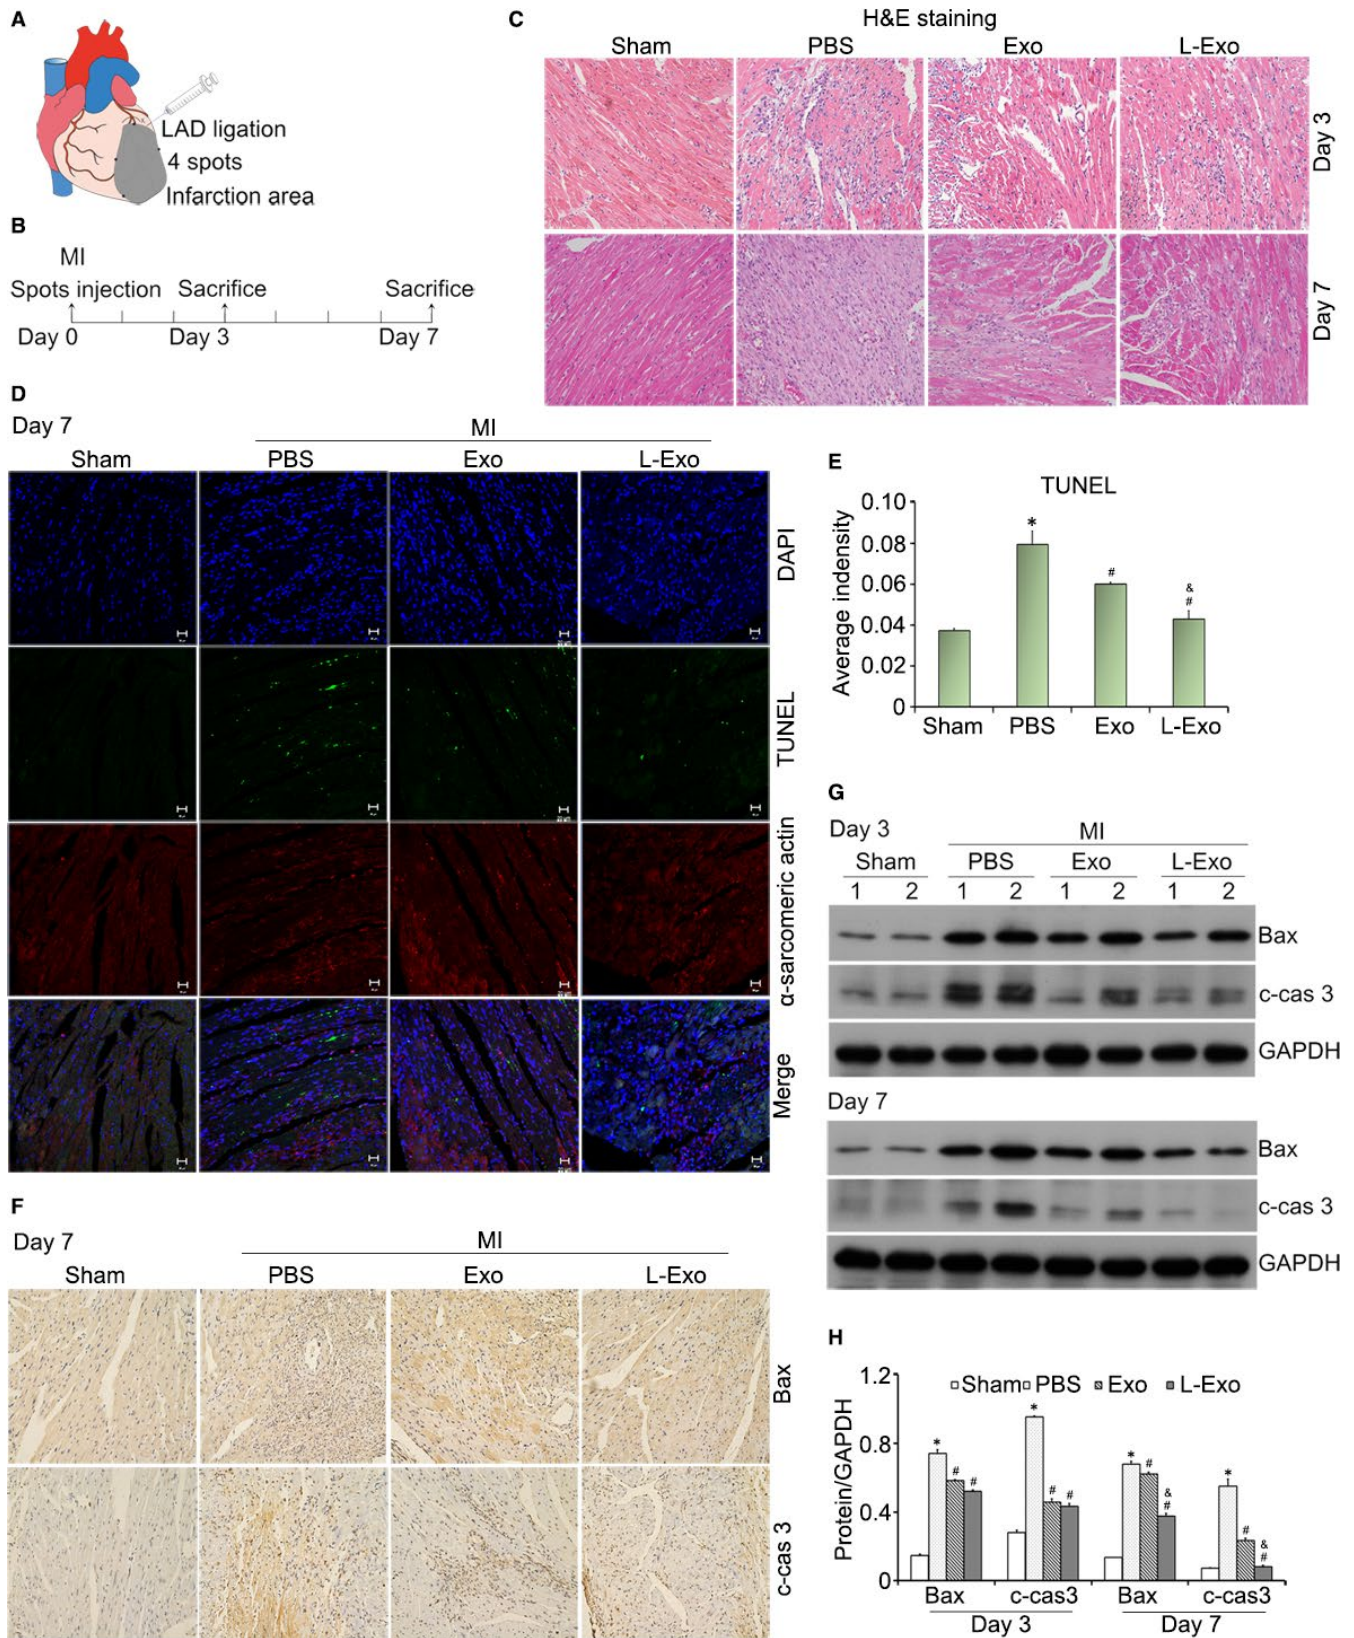 A
LAD ligation
4 spots
Infarction area
B
MI
Spots injection Sacrifice Sacrifice
Day 0 Day 3 Day 7
C
H&E staining
Sham PBS Exo L-Exo
Day 3
Day 7
D
Day 7
MI
Sham PBS Exo L-Exo
DAPI
TUNEL
α-sarcomeric actin
Merge
E
TUNEL
Average indensity
0.10
0.08
0.06
0.04
0.02
0
*
#
&
#
Sham PBS Exo L-Exo
F
Day 7
MI
Sham PBS Exo L-Exo
Bax
c-cas 3
G
Day 3
MI
Sham PBS Exo L-Exo
1 2 1 2 1 2 1 2
Bax
c-cas 3
GAPDH
Day 7
Bax
c-cas 3
GAPDH
H
Protein/GAPDH
1.2
0.8
0.4
0
Sham PBS Exo L-Exo
* # #
* # #
* # & #
* # & #
Bax c-cas3 Bax c-cas3
Day 3 Day 7